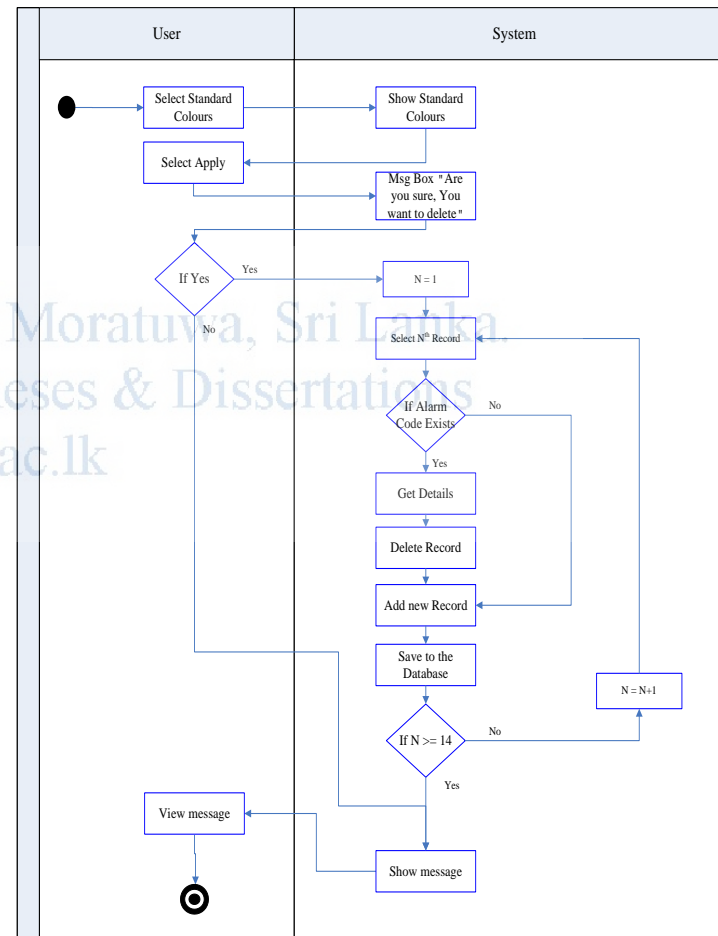 User
System
Select Standard
Colours
Show Standard
Colours
Select Apply
Msg Box "Are
you sure, You
want to delete"
If Yes
Yes
No
N = 1
Select Nth Record
If Alarm
Code Exists
No
Yes
Get Details
Delete Record
Add new Record
Save to the
Database
N = N+1
If N >= 14
No
Yes
View message
Show message
Moratuwa, Sri Lanka.
eses & Dissertations
ac.lk